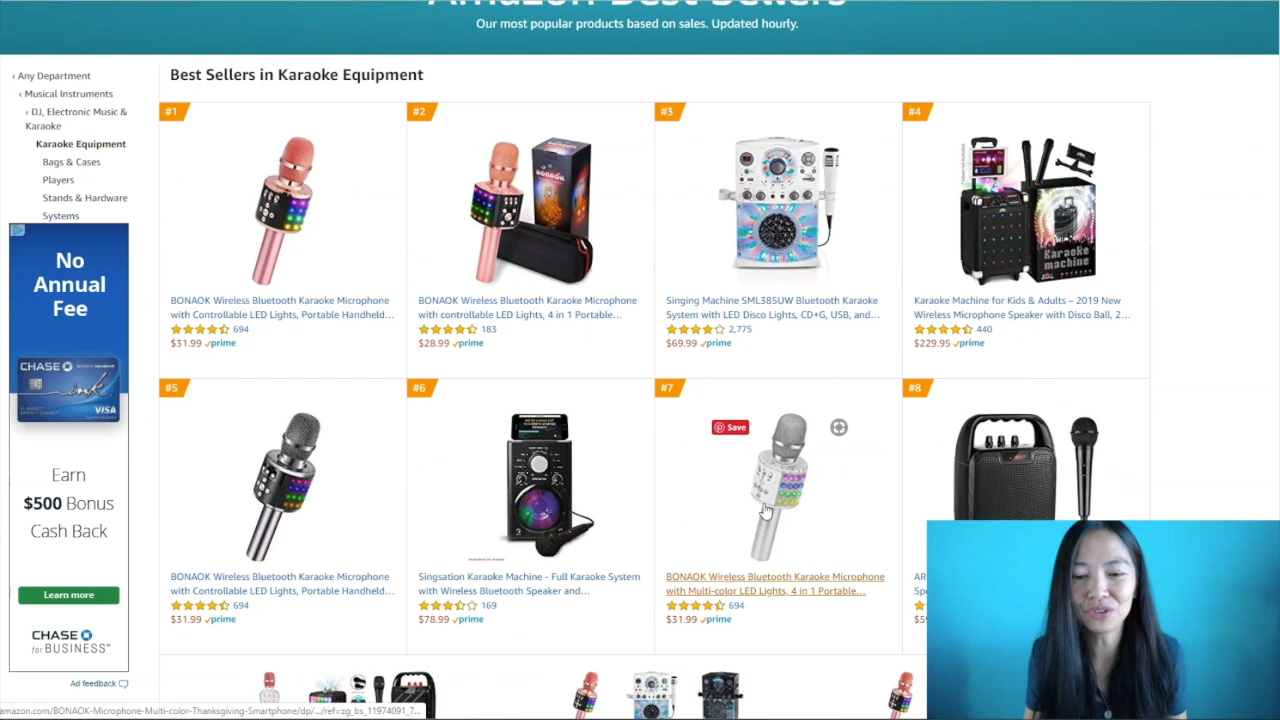 Amazon Best Sellers
Our most popular products based on sales. Updated hourly.
‹ Any Department
‹ Musical Instruments
‹ DJ, Electronic Music &
Karaoke
Karaoke Equipment
Bags & Cases
Players
Stands & Hardware
Systems
No
Annual
Fee
CHASE
ink
VISA
Earn
$500 Bonus
Cash Back
Learn more
CHASE
for BUSINESS
Ad feedback
Best Sellers in Karaoke Equipment
#1
BONAOK Wireless Bluetooth Karaoke Microphone
with Controllable LED Lights, Portable Handheld...
694
$31.99 prime
#2
BONAOK
BONAOK Wireless Bluetooth Karaoke Microphone
with controllable LED Lights, 4 in 1 Portable...
183
$28.99 prime
#3
Singing Machine SML385UW Bluetooth Karaoke
System with LED Disco Lights, CD+G, USB, and...
2,775
$69.99 prime
#4
Karaoke
machine
Karaoke Machine for Kids & Adults – 2019 New
Wireless Microphone Speaker with Disco Ball, 2...
440
$229.95 prime
#5
BONAOK Wireless Bluetooth Karaoke Microphone
with Controllable LED Lights, Portable Handheld...
694
$31.99 prime
#6
Singsation Karaoke Machine - Full Karaoke System
with Wireless Bluetooth Speaker and...
169
$78.99 prime
#7
Save
BONAOK Wireless Bluetooth Karaoke Microphone
with Multi-color LED Lights, 4 in 1 Portable...
694
$31.99 prime
#8
AR
Spe
$59
amazon.com/BONAOK-Microphone-Multi-color-Thanksgiving-Smartphone/dp/.../ref=zg_bs_11974091_7...